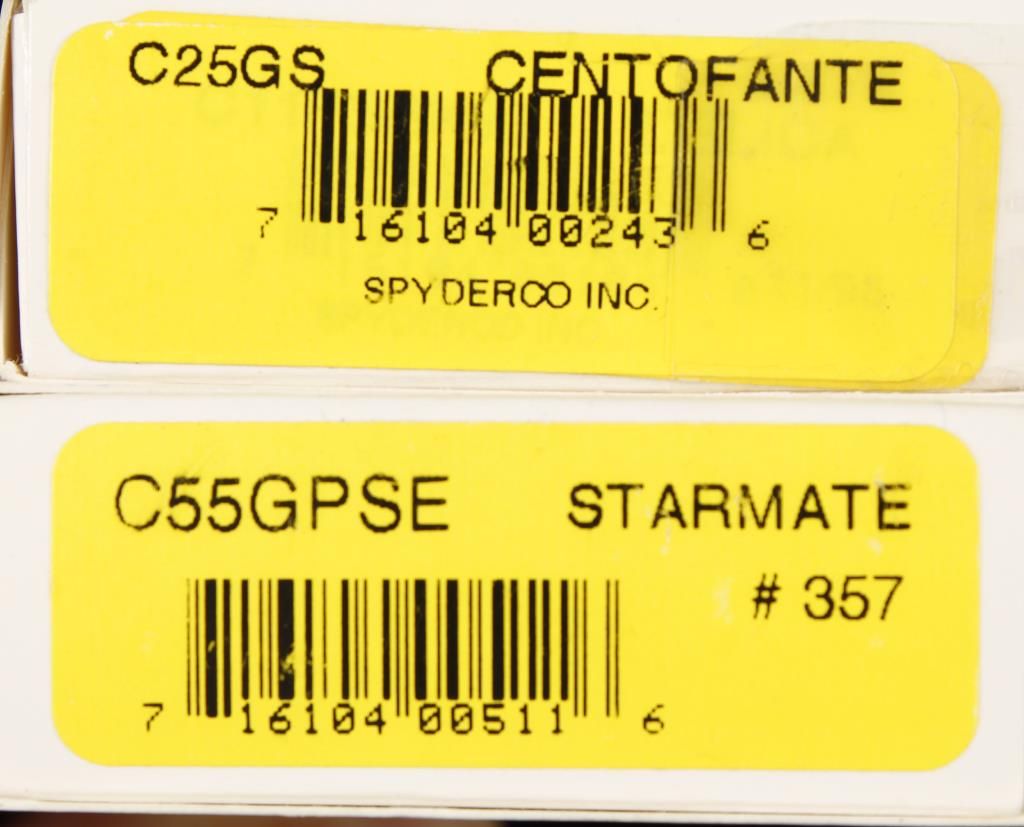 C25GS CENTOFANTE
7 16104 00243 6
SPYDERCO INC.
C55GPSE STARMATE
# 357
7 16104 00511 6